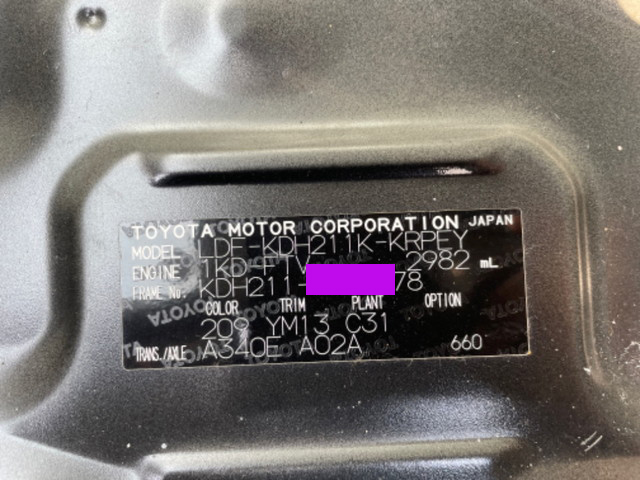 TOYOTA MOTOR CORPORATION JAPAN
MODEL LDF-KDH211K-KRPEY
ENGINE 1KD-FTV 2982 mL
FRAME No. KDH211- 78
COLOR TRIM PLANT OPTION
209 YM13 C31
TRANS./AXLE A340E A02A 660